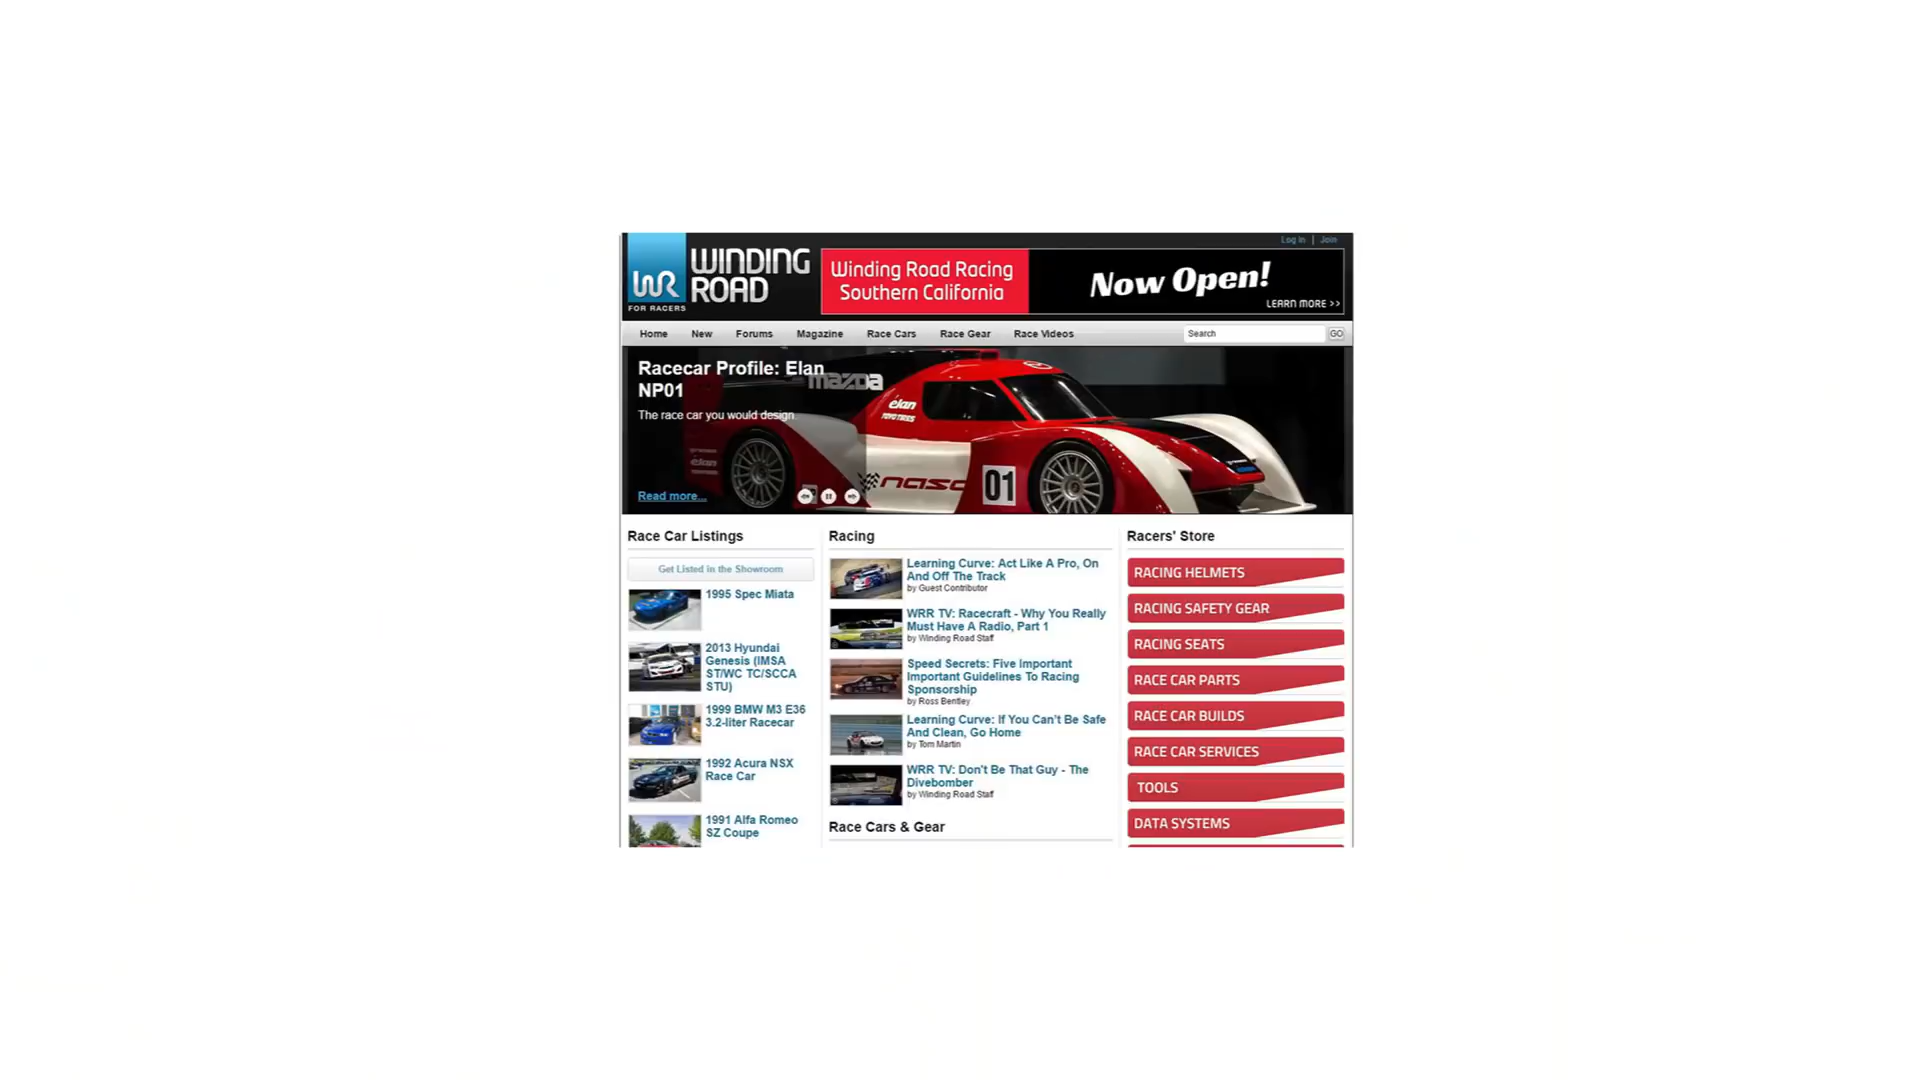 Log In | Join
WR
FOR RACERS
WINDING
ROAD
Winding Road Racing
Southern California
Now Open!
LEARN MORE >>
Home New Forums Magazine Race Cars Race Gear Race Videos
Search GO
Racecar Profile: Elan
NP01
The race car you would design.
Read more...
mazda
élan
TOYO TIRES
élan
nasa
01
Race Car Listings
Get Listed in the Showroom
1995 Spec Miata
2013 Hyundai
Genesis (IMSA
ST/WC TC/SCCA
STU)
1999 BMW M3 E36
3.2-liter Racecar
1992 Acura NSX
Race Car
1991 Alfa Romeo
SZ Coupe
Racing
Learning Curve: Act Like A Pro, On
And Off The Track
by Guest Contributor
WRR TV: Racecraft - Why You Really
Must Have A Radio, Part 1
by Winding Road Staff
Speed Secrets: Five Important
Important Guidelines To Racing
Sponsorship
by Ross Bentley
Learning Curve: If You Can't Be Safe
And Clean, Go Home
by Tom Martin
WRR TV: Don't Be That Guy - The
Divebomber
by Winding Road Staff
Race Cars & Gear
Racers' Store
RACING HELMETS
RACING SAFETY GEAR
RACING SEATS
RACE CAR PARTS
RACE CAR BUILDS
RACE CAR SERVICES
TOOLS
DATA SYSTEMS